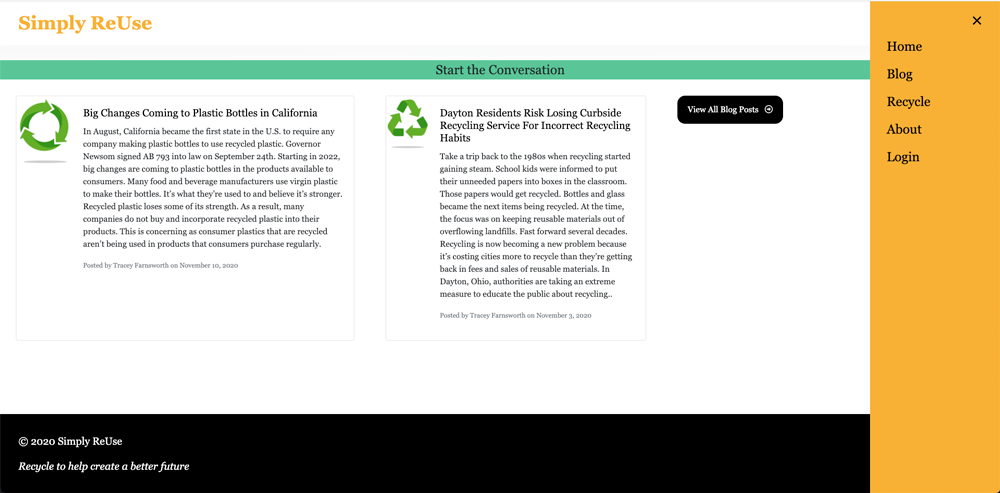 Simply ReUse
×
Home
Blog
Recycle
About
Login
Start the Conversation
Big Changes Coming to Plastic Bottles in California
In August, California became the first state in the U.S. to require any
company making plastic bottles to use recycled plastic. Governor
Newsom signed AB 793 into law on September 24th. Starting in 2022,
big changes are coming to plastic bottles in the products available to
consumers. Many food and beverage manufacturers use virgin plastic
to make their bottles. It's what they're used to and believe it's stronger.
Recycled plastic loses some of its strength. As a result, many
companies do not buy and incorporate recycled plastic into their
products. This is concerning as consumer plastics that are recycled
aren't being used in products that consumers purchase regularly.
Posted by Tracey Farnsworth on November 10, 2020
Dayton Residents Risk Losing Curbside
Recycling Service For Incorrect Recycling
Habits
Take a trip back to the 1980s when recycling started
gaining steam. School kids were informed to put
their unneeded papers into boxes in the classroom.
Those papers would get recycled. Bottles and glass
became the next items being recycled. At the time,
the focus was on keeping reusable materials out of
overflowing landfills. Fast forward several decades.
Recycling is now becoming a new problem because
it's costing cities more to recycle than they're getting
back in fees and sales of reusable materials. In
Dayton, Ohio, authorities are taking an extreme
measure to educate the public about recycling..
Posted by Tracey Farnsworth on November 3, 2020
View All Blog Posts
© 2020 Simply ReUse
Recycle to help create a better future